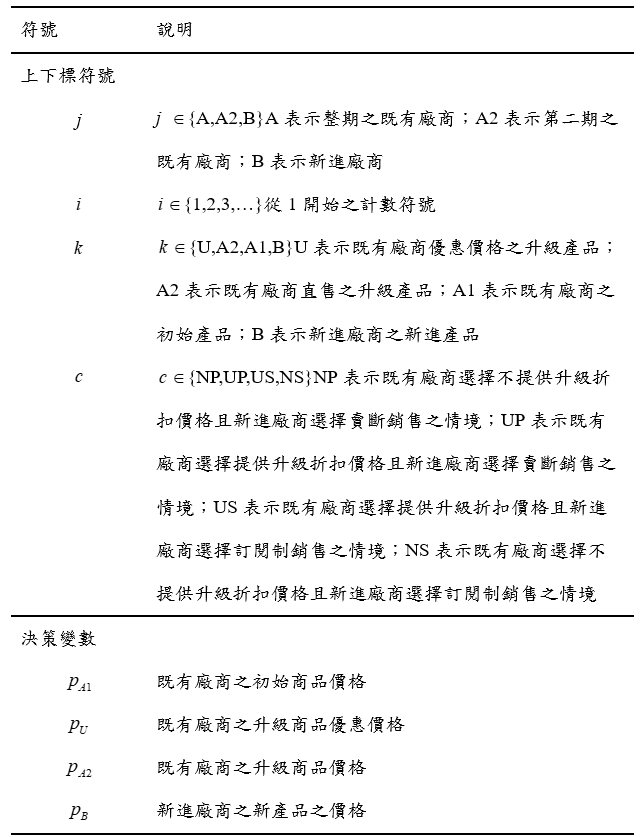 符號 說明
上下標符號
j j ∈{A,A2,B}A 表示整期之既有廠商；A2 表示第二期之
既有廠商；B 表示新進廠商
i i∈{1,2,3,…}從 1 開始之計數符號
k k∈{U,A2,A1,B}U 表示既有廠商優惠價格之升級產品；
A2 表示既有廠商直售之升級產品；A1 表示既有廠商之
初始產品；B 表示新進廠商之新進產品
c c∈{NP,UP,US,NS}NP 表示既有廠商選擇不提供升級折
扣價格且新進廠商選擇賣斷銷售之情境；UP 表示既有
廠商選擇提供升級折扣價格且新進廠商選擇賣斷銷售之
情境；US 表示既有廠商選擇提供升級折扣價格且新進
廠商選擇訂閱制銷售之情境；NS 表示既有廠商選擇不
提供升級折扣價格且新進廠商選擇訂閱制銷售之情境
決策變數
p_{A1} 既有廠商之初始商品價格
p_U 既有廠商之升級商品優惠價格
p_{A2} 既有廠商之升級商品價格
p_B 新進廠商之新產品之價格